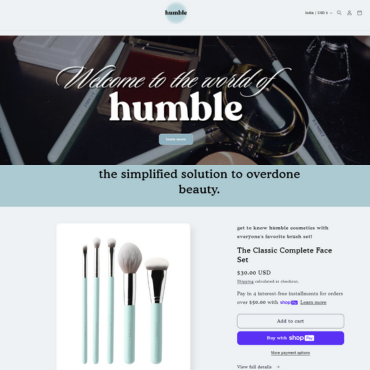 humble
India | USD $
Welcome to the world of
humble
the simplified solution to overdone
beauty.
get to know humble cosmetics with
everyone's favorite brush set!
The Classic Complete Face
Set
$30.00 USD
Shipping calculated at checkout.
Pay in 4 interest-free installments for orders
over $50.00 with shop Pay Learn more
Add to cart
Buy with shop Pay
More payment options
View full details →